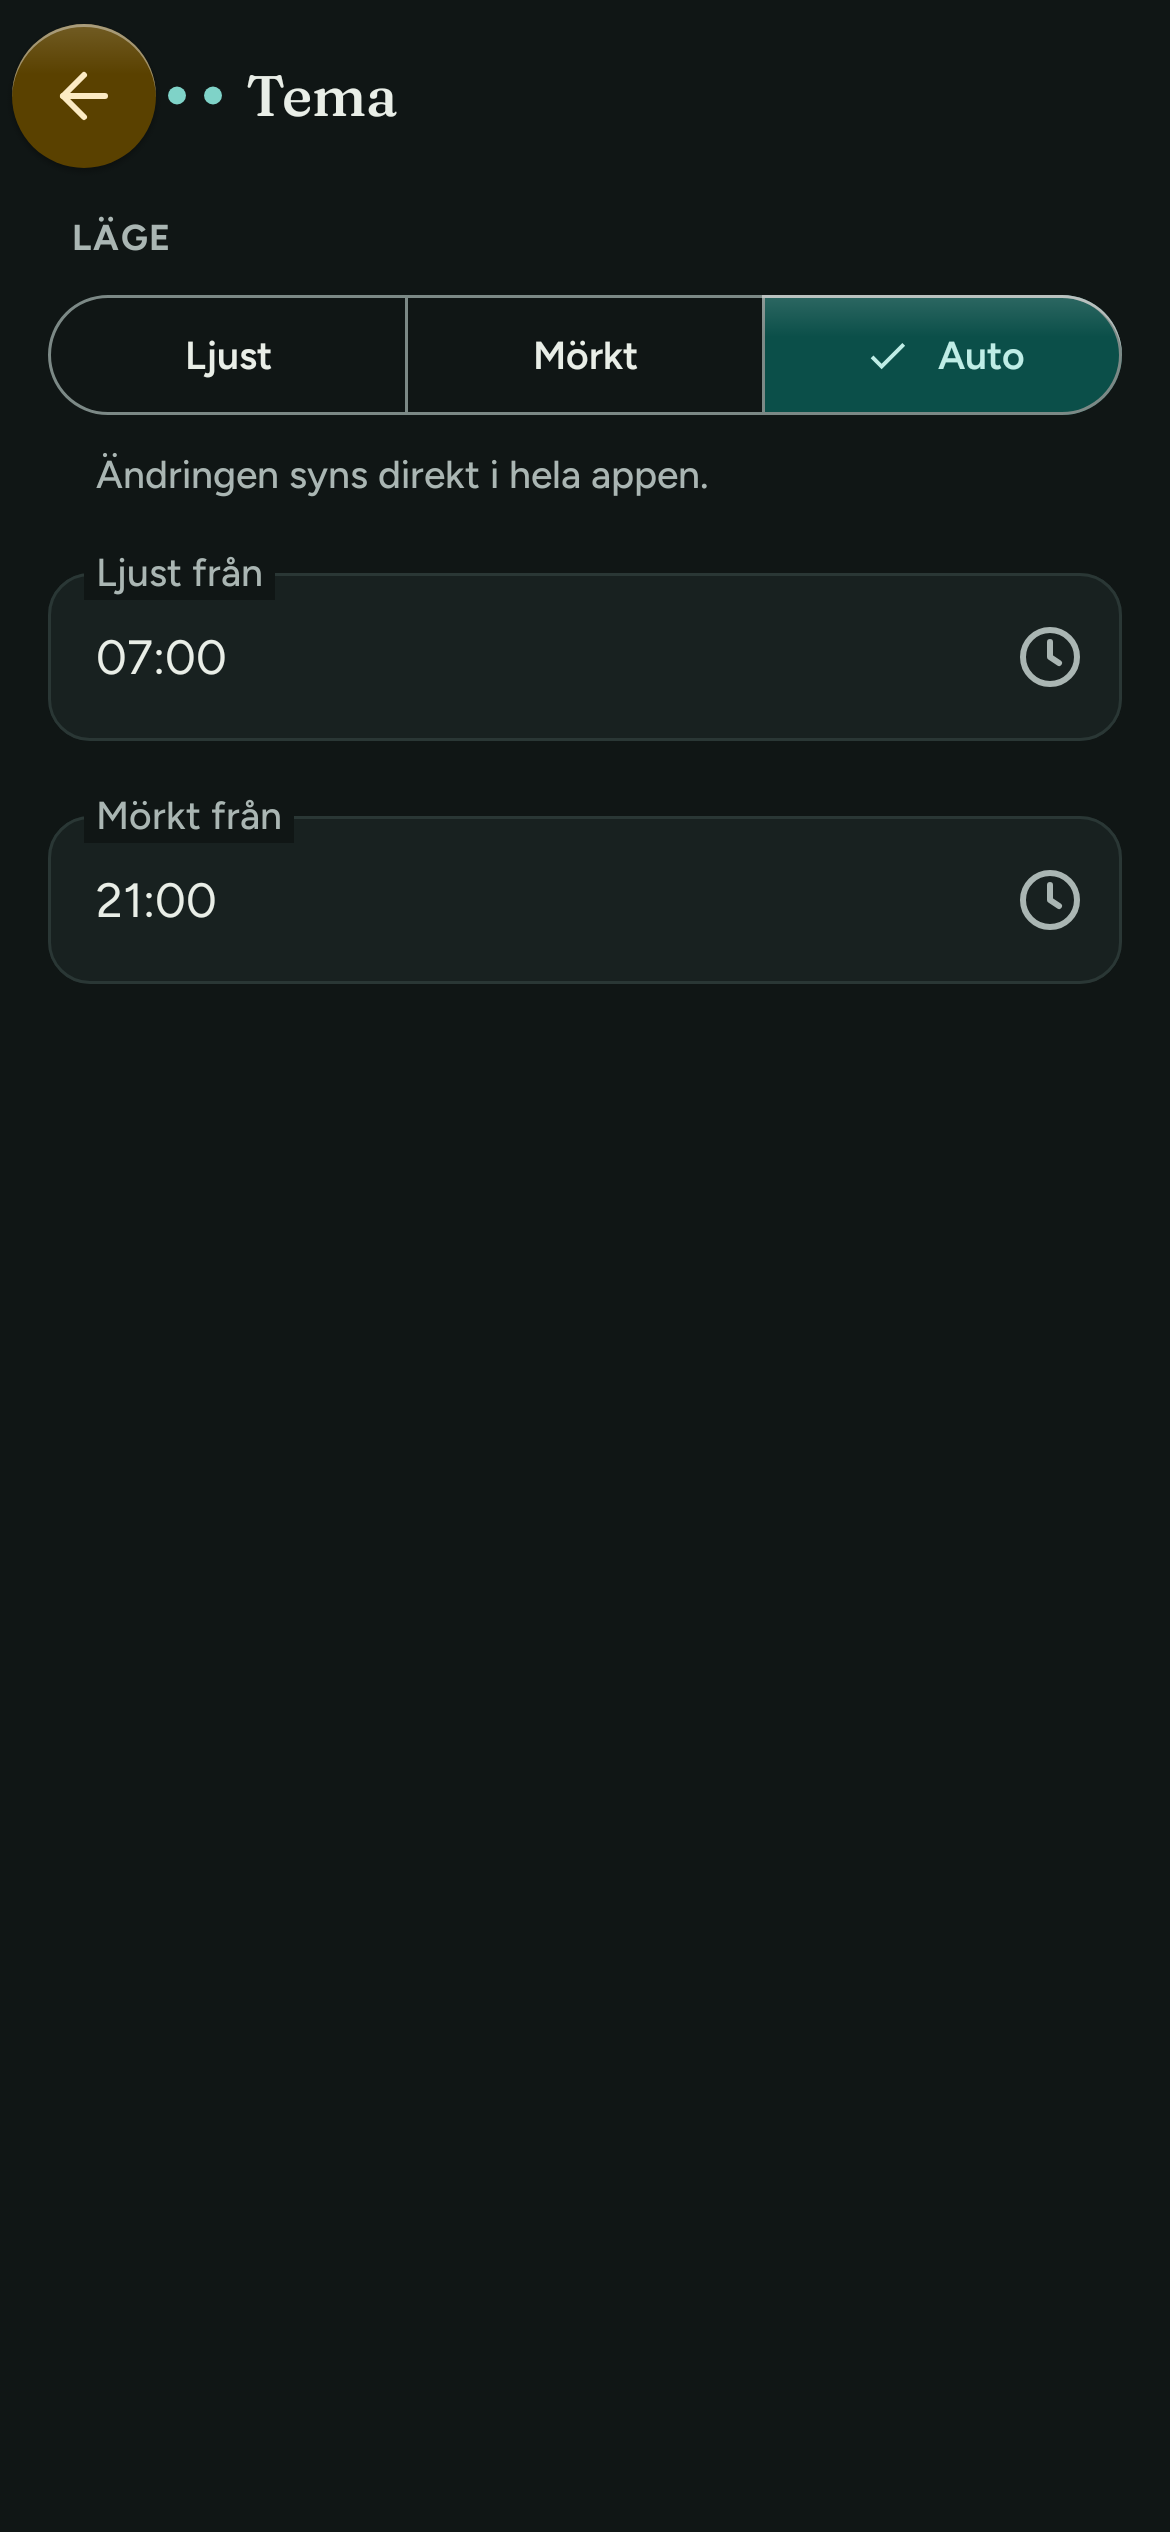 Tema
LÄGE
Ljust
Mörkt
Auto
Ändringen syns direkt i hela appen.
Ljust från
07:00
Mörkt från
21:00